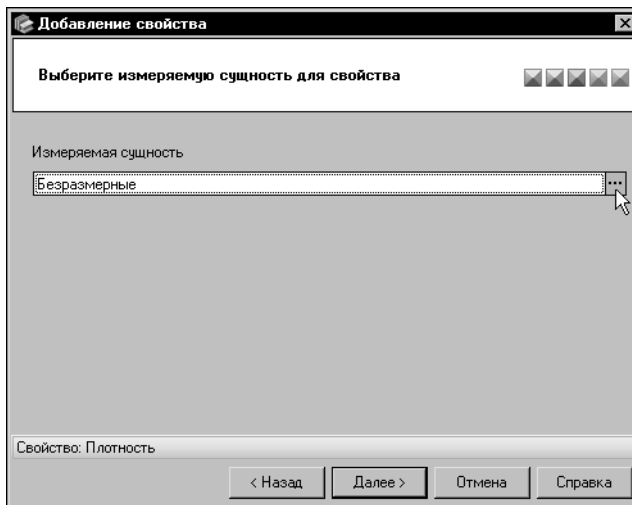 Добавление свойства
Выберите измеряемую сущность для свойства
Измеряемая сущность
Безразмерные
...
Свойство: Плотность
< Назад Далее > Отмена Справка